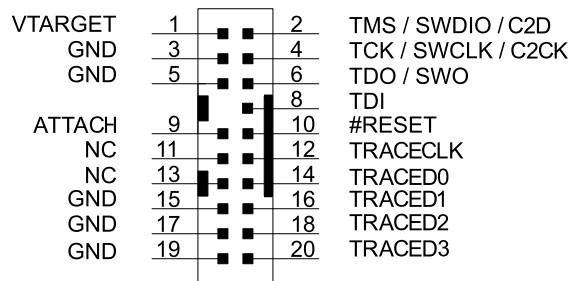 VTARGET 1 2 TMS / SWDIO / C2D
GND 3 4 TCK / SWCLK / C2CK
GND 5 6 TDO / SWO
8 TDI
ATTACH 9 10 #RESET
NC 11 12 TRACECLK
NC 13 14 TRACED0
GND 15 16 TRACED1
GND 17 18 TRACED2
GND 19 20 TRACED3